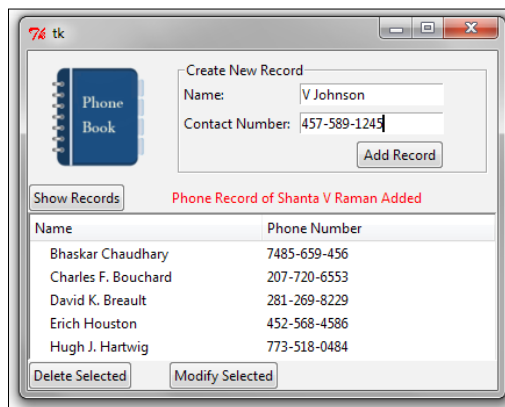 tk
Create New Record
Phone
Book
Name: V Johnson
Contact Number: 457-589-1245
Add Record
Show Records Phone Record of Shanta V Raman Added
Name Phone Number
Bhaskar Chaudhary 7485-659-456
Charles F. Bouchard 207-720-6553
David K. Breault 281-269-8229
Erich Houston 452-568-4586
Hugh J. Hartwig 773-518-0484
Delete Selected Modify Selected